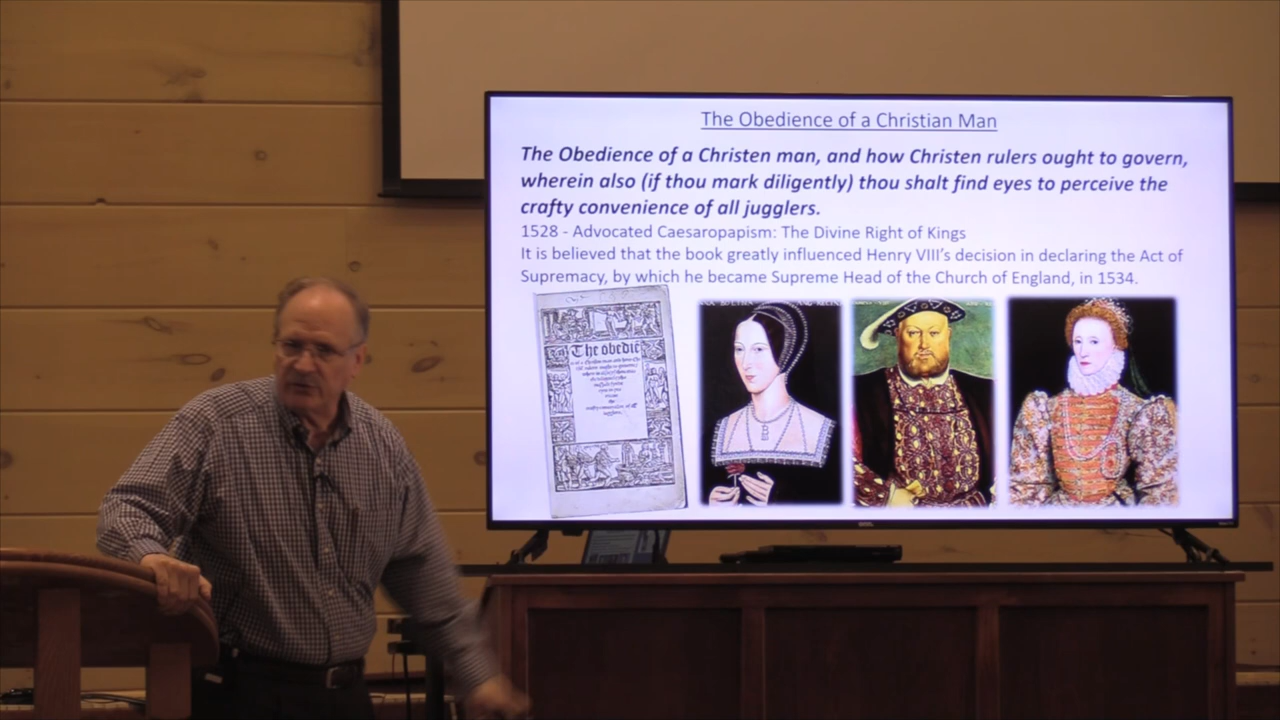 The Obedience of a Christian Man
The Obedience of a Christen man, and how Christen rulers ought to govern,
wherein also (if thou mark diligently) thou shalt find eyes to perceive the
crafty convenience of all jugglers.
1528 - Advocated Caesaropapism: The Divine Right of Kings
It is believed that the book greatly influenced Henry VIII's decision in declaring the Act of
Supremacy, by which he became Supreme Head of the Church of England, in 1534.
The obedie